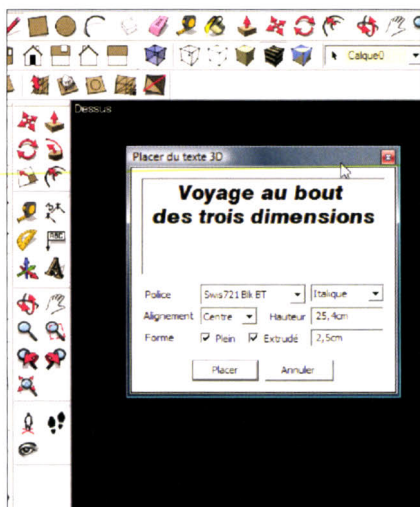 Calque0
Dessus
Placer du texte 3D
Voyage au bout
des trois dimensions
Police Swis721 Blk BT Italique
Alignement Centre Hauteur 25,4cm
Forme Plein Extrudé 2,5cm
Placer Annuler